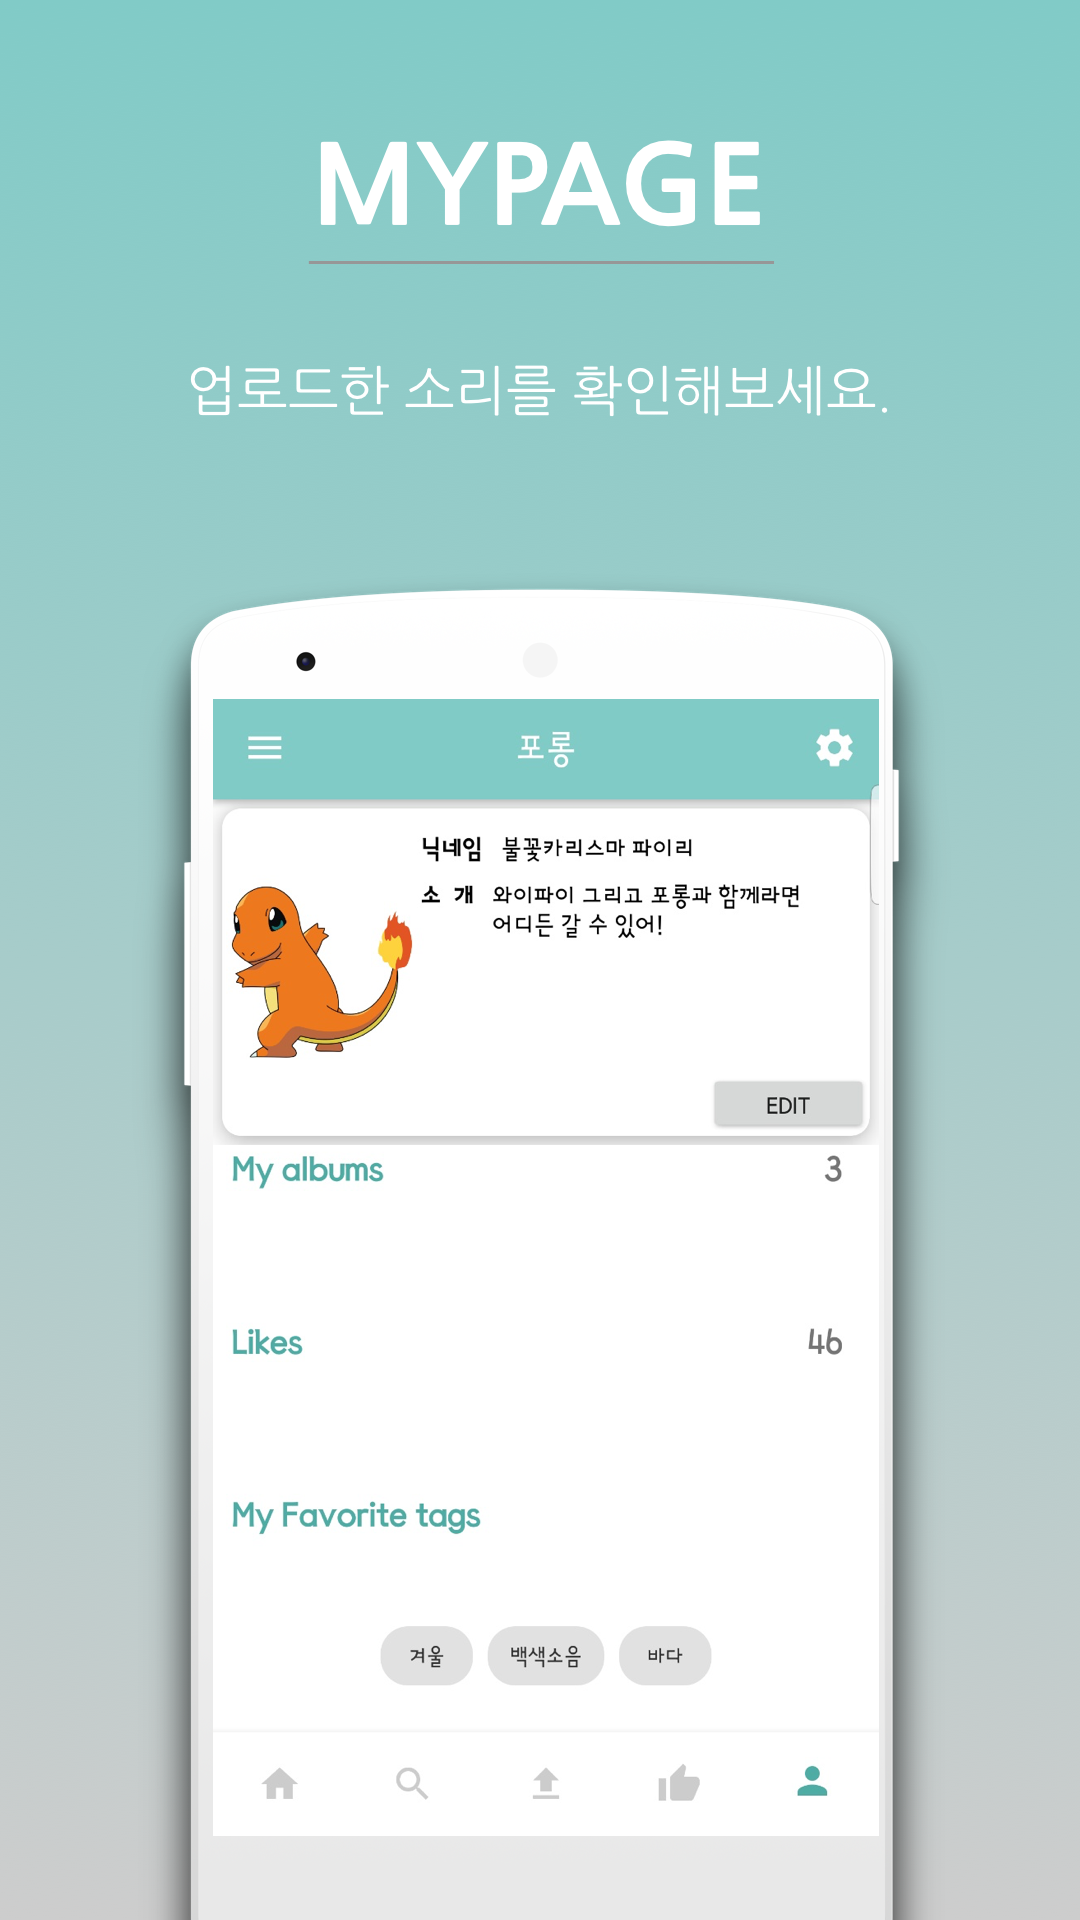 MYPAGE
업로드한 소리를 확인해보세요.
포롱
닉네임 불꽃카리스마 파이리
소 개 와이파이 그리고 포롱과 함께라면
어디든 갈 수 있어!
EDIT
My albums 3
Likes 46
My Favorite tags
겨울 백색소음 바다